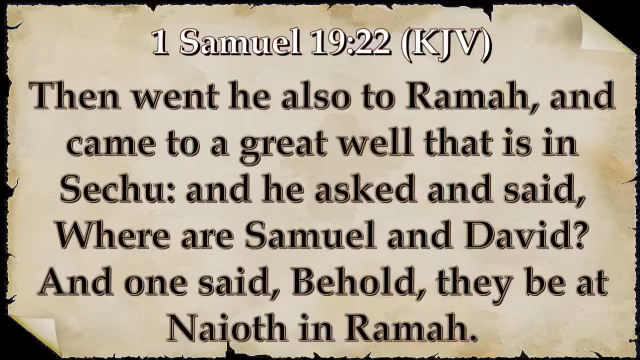 1 Samuel 19:22 (KJV)
Then went he also to Ramah, and
came to a great well that is in
Sechu: and he asked and said,
Where are Samuel and David?
And one said, Behold, they be at
Naioth in Ramah.